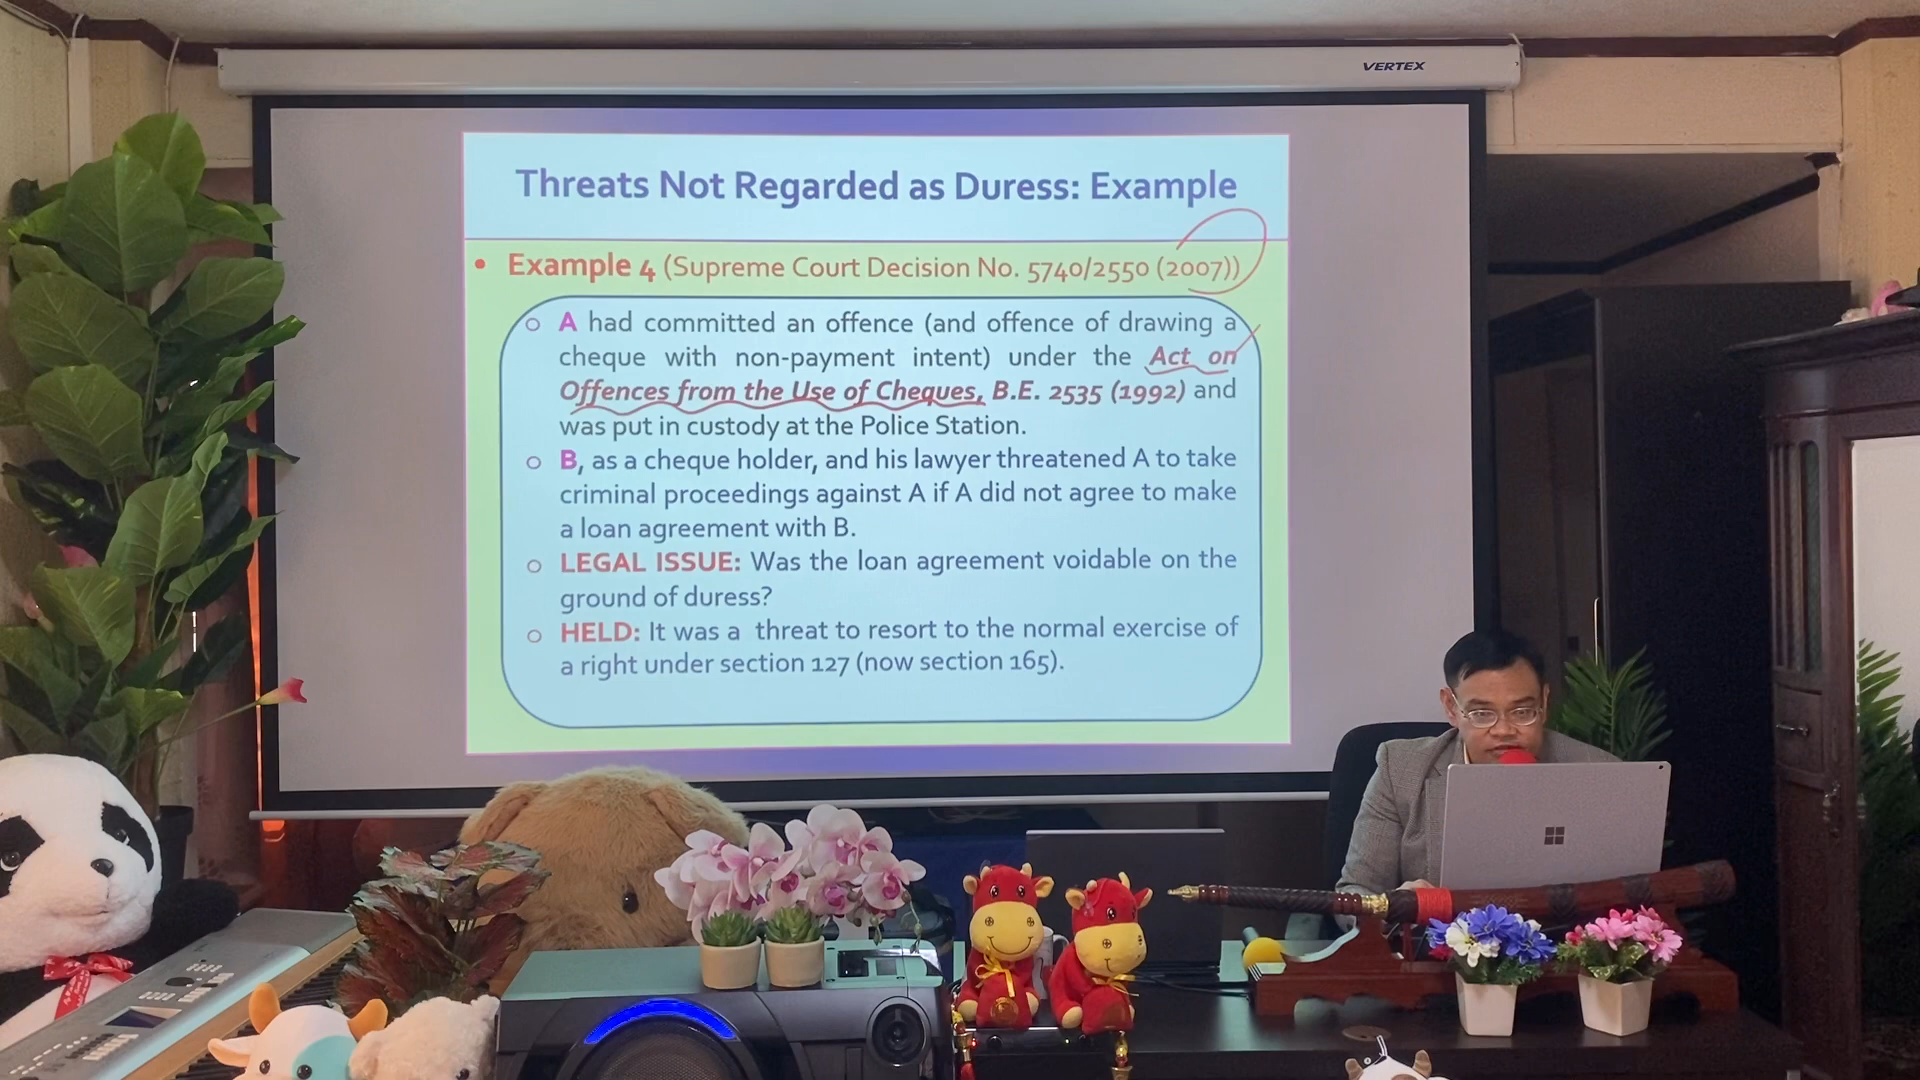 VERTEX
Threats Not Regarded as Duress: Example
• Example 4 (Supreme Court Decision No. 5740/2550 (2007))
○ A had committed an offence (and offence of drawing a
cheque with non-payment intent) under the Act on
Offences from the Use of Cheques, B.E. 2535 (1992) and
was put in custody at the Police Station.
○ B, as a cheque holder, and his lawyer threatened A to take
criminal proceedings against A if A did not agree to make
a loan agreement with B.
○ LEGAL ISSUE: Was the loan agreement voidable on the
ground of duress?
○ HELD: It was a threat to resort to the normal exercise of
a right under section 127 (now section 165).